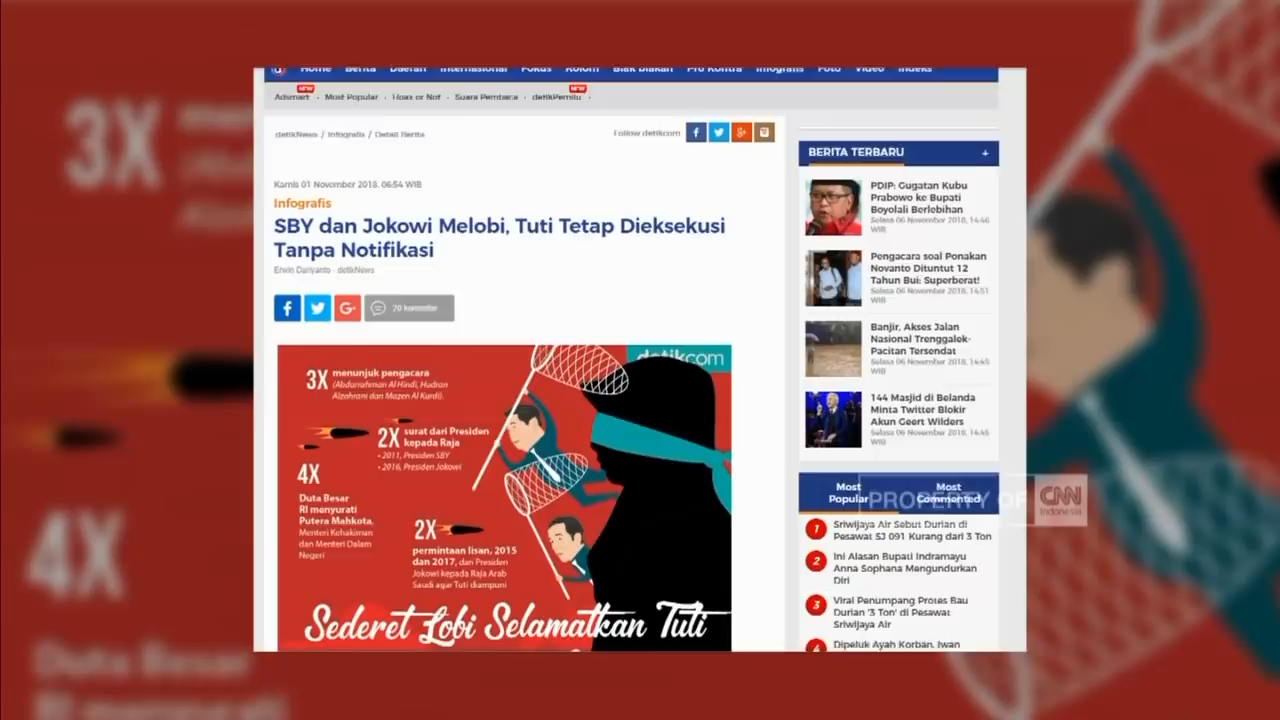 Home Berita Daerah Internasional Fokus Kolom Blak blakan Pro Kontra Infografis Foto Video Indeks
NEW NEW
Adsmart · Most Popular · Hoax or Not · Suara Pembaca · detikPemilu ·
detikNews / Infografis / Detail Berita
Follow detikcom
Kamis 01 November 2018, 06:54 WIB
Infografis
SBY dan Jokowi Melobi, Tuti Tetap Dieksekusi
Tanpa Notifikasi
Erwin Dariyanto - detikNews
20 komentar
detikcom
3X menunjuk pengacara
(Abdurrahman Al Hindi, Hudran
Alzahrani dan Mazen Al Kurdi).
2X surat dari Presiden
kepada Raja
• 2011, Presiden SBY
• 2016, Presiden Jokowi
4X
Duta Besar
RI menyurati
Putera Mahkota,
Menteri Kehakiman
dan Menteri Dalam
Negeri
2X
permintaan lisan, 2015
dan 2017, dari Presiden
Jokowi kepada Raja Arab
Saudi agar Tuti diampuni
Sederet Lobi Selamatkan Tuti
BERITA TERBARU +
PDIP: Gugatan Kubu
Prabowo ke Bupati
Boyolali Berlebihan
Selasa 06 November 2018, 14:46
WIB
Pengacara soal Ponakan
Novanto Dituntut 12
Tahun Bui: Superberat!
Selasa 06 November 2018, 14:51
WIB
Banjir, Akses Jalan
Nasional Trenggalek-
Pacitan Tersendat
Selasa 06 November 2018, 14:45
WIB
144 Masjid di Belanda
Minta Twitter Blokir
Akun Geert Wilders
Selasa 06 November 2018, 14:45
WIB
Most Popular
Most Commented
PROPERTY OF CNN Indonesia
1 Sriwijaya Air Sebut Durian di
Pesawat SJ 091 Kurang dari 3 Ton
2 Ini Alasan Bupati Indramayu
Anna Sophana Mengundurkan
Diri
3 Viral Penumpang Protes Bau
Durian '3 Ton' di Pesawat
Sriwijaya Air
4 Dipeluk Ayah Korban, Iwan
3X
4X
Duta Besar
RI menyurati